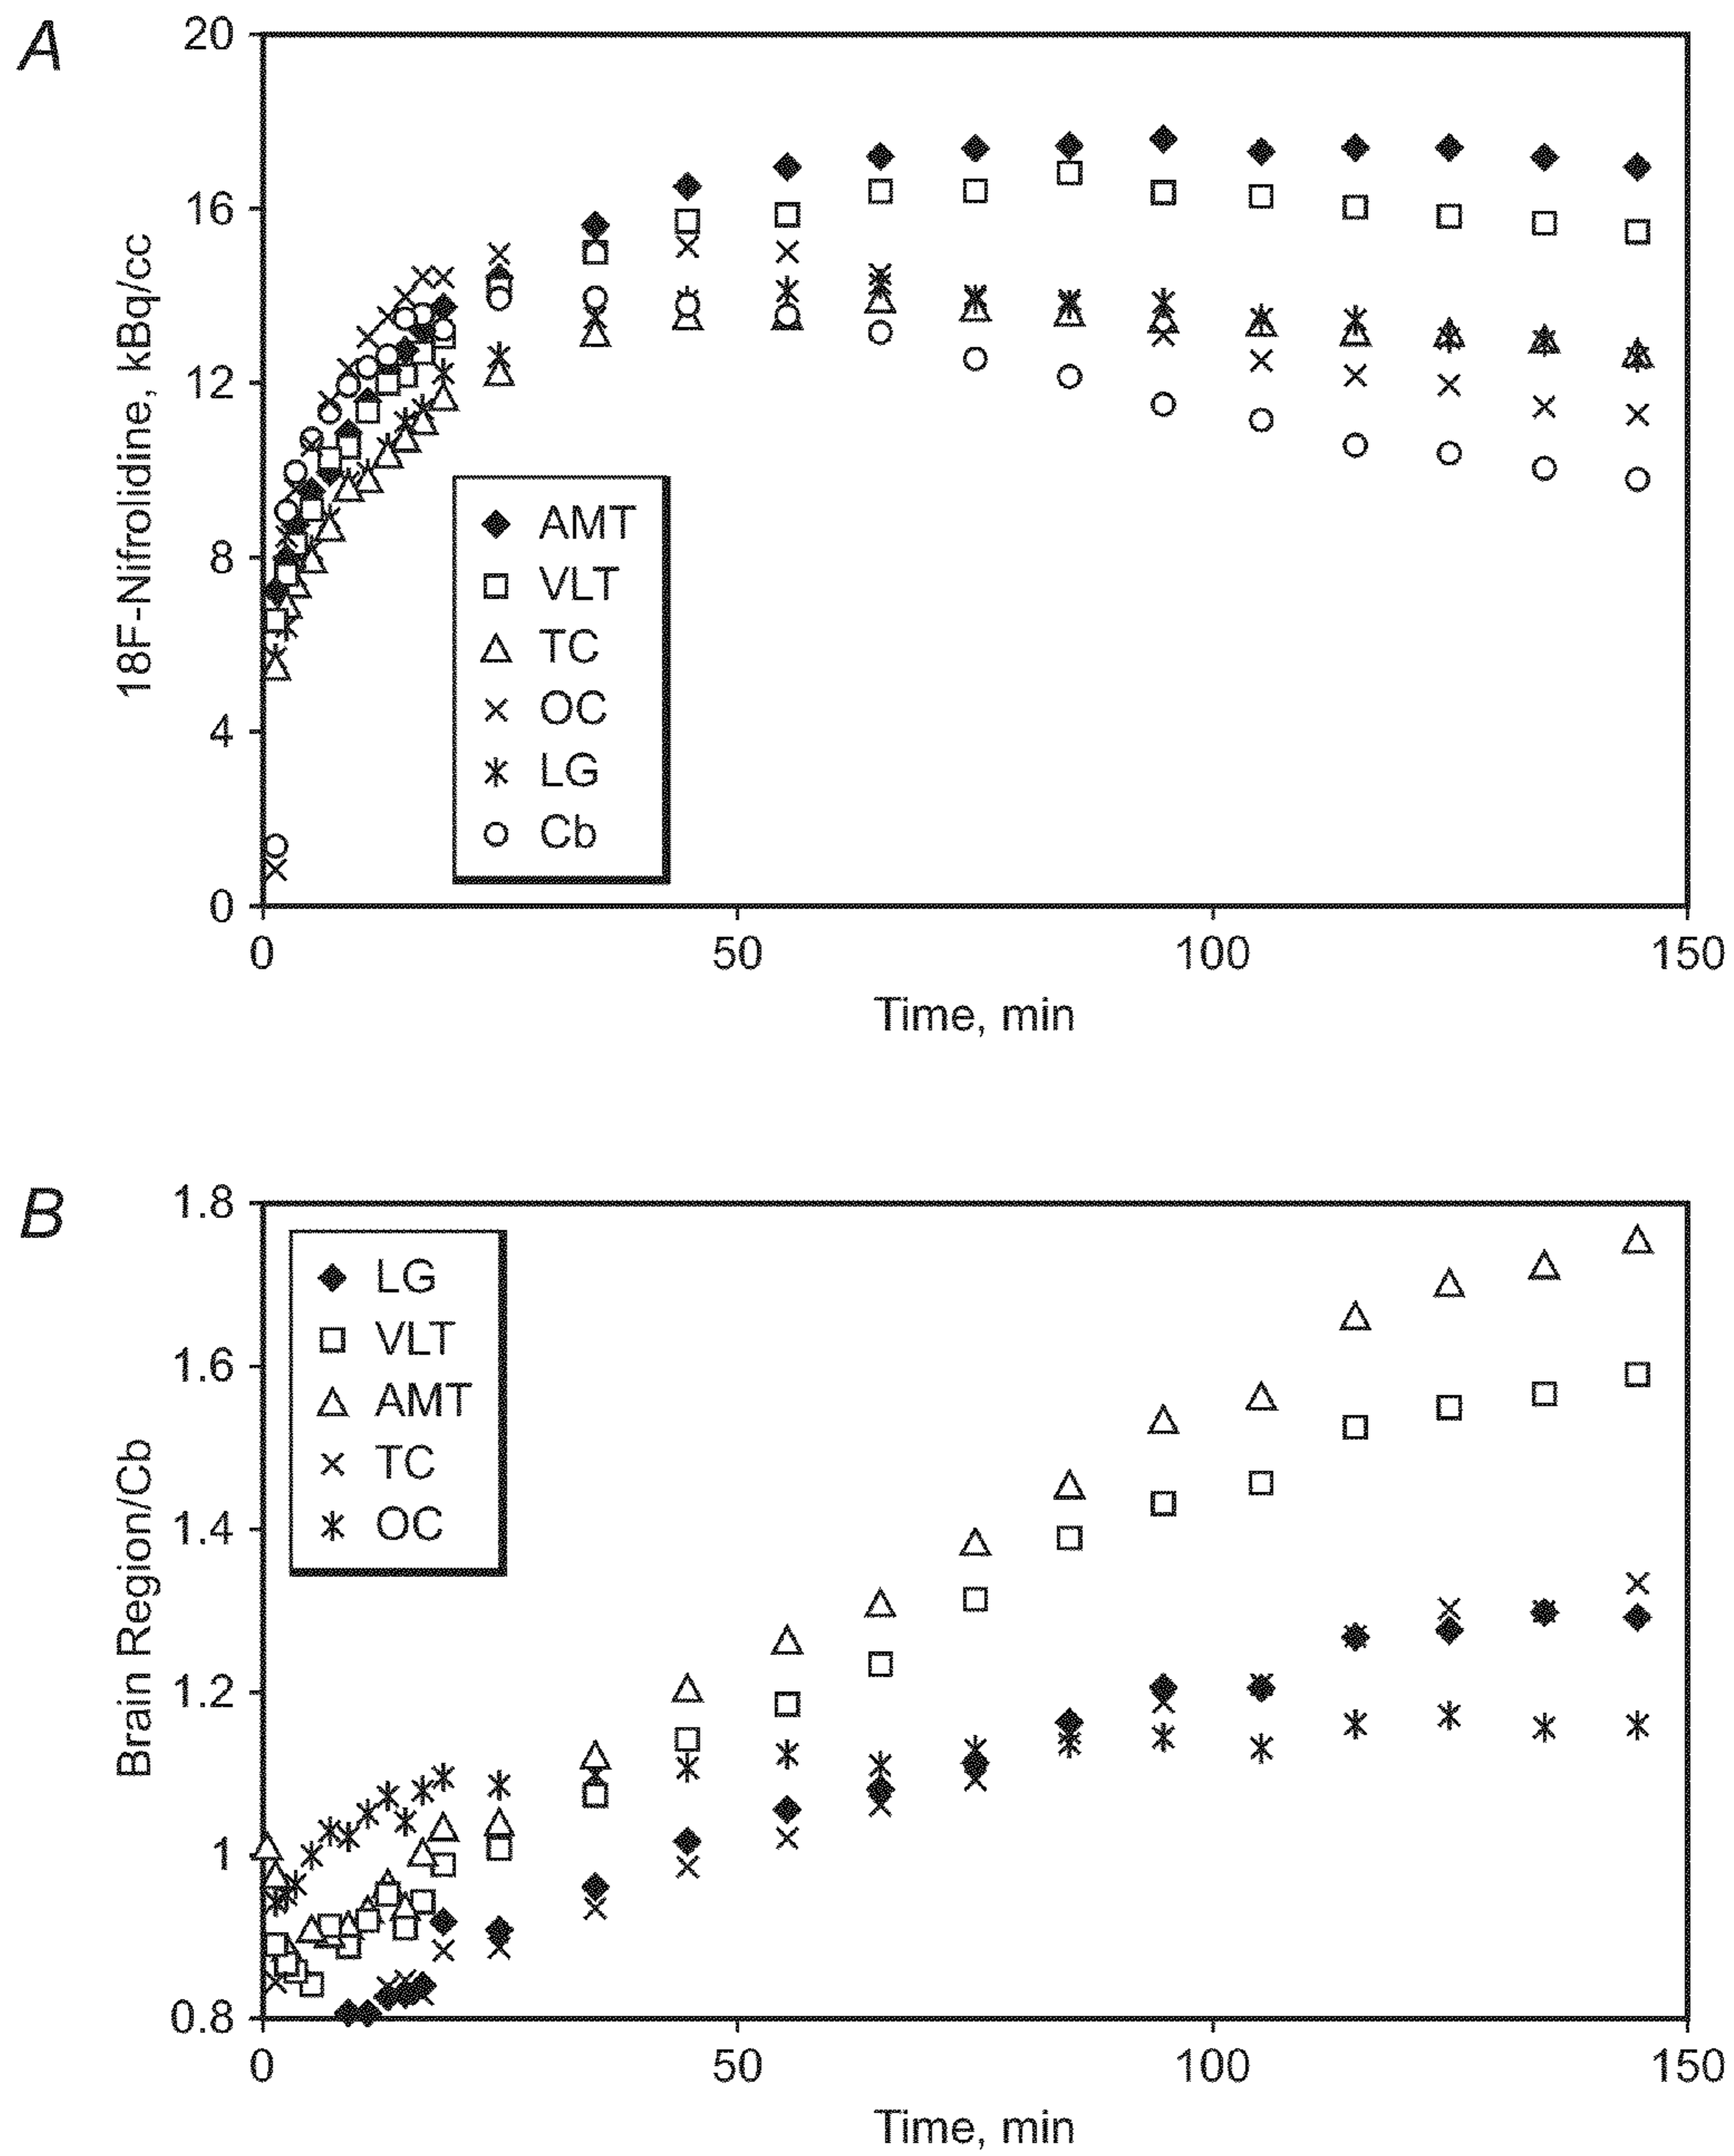 A
20
16
12
8
4
0
18F-Nifrolidine, kBq/cc
AMT
VLT
TC
OC
LG
Cb
0 50 100 150
Time, min
B
1.8
1.6
1.4
1.2
1
0.8
Brain Region/Cb
LG
VLT
AMT
TC
OC
0 50 100 150
Time, min